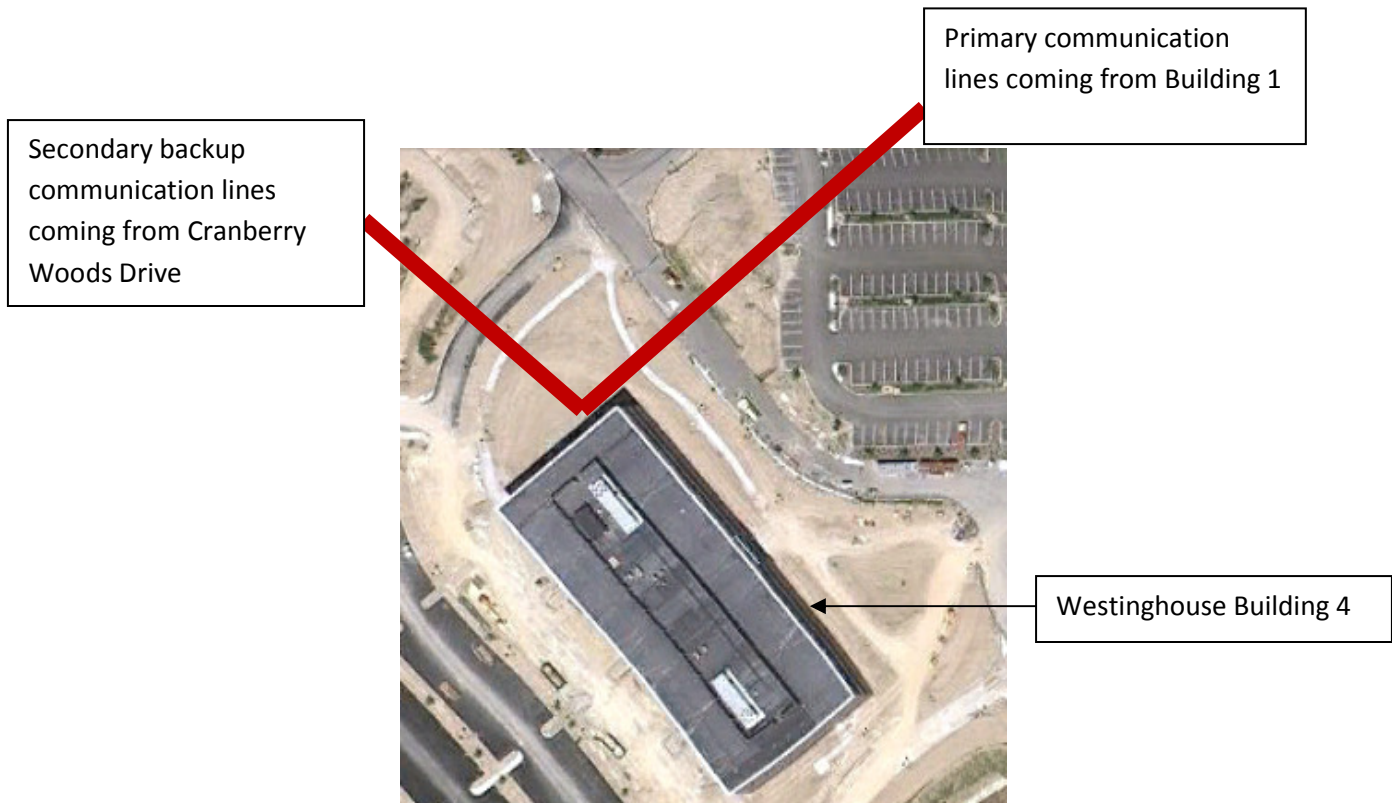 Primary communication
lines coming from Building 1
Secondary backup
communication lines
coming from Cranberry
Woods Drive
Westinghouse Building 4